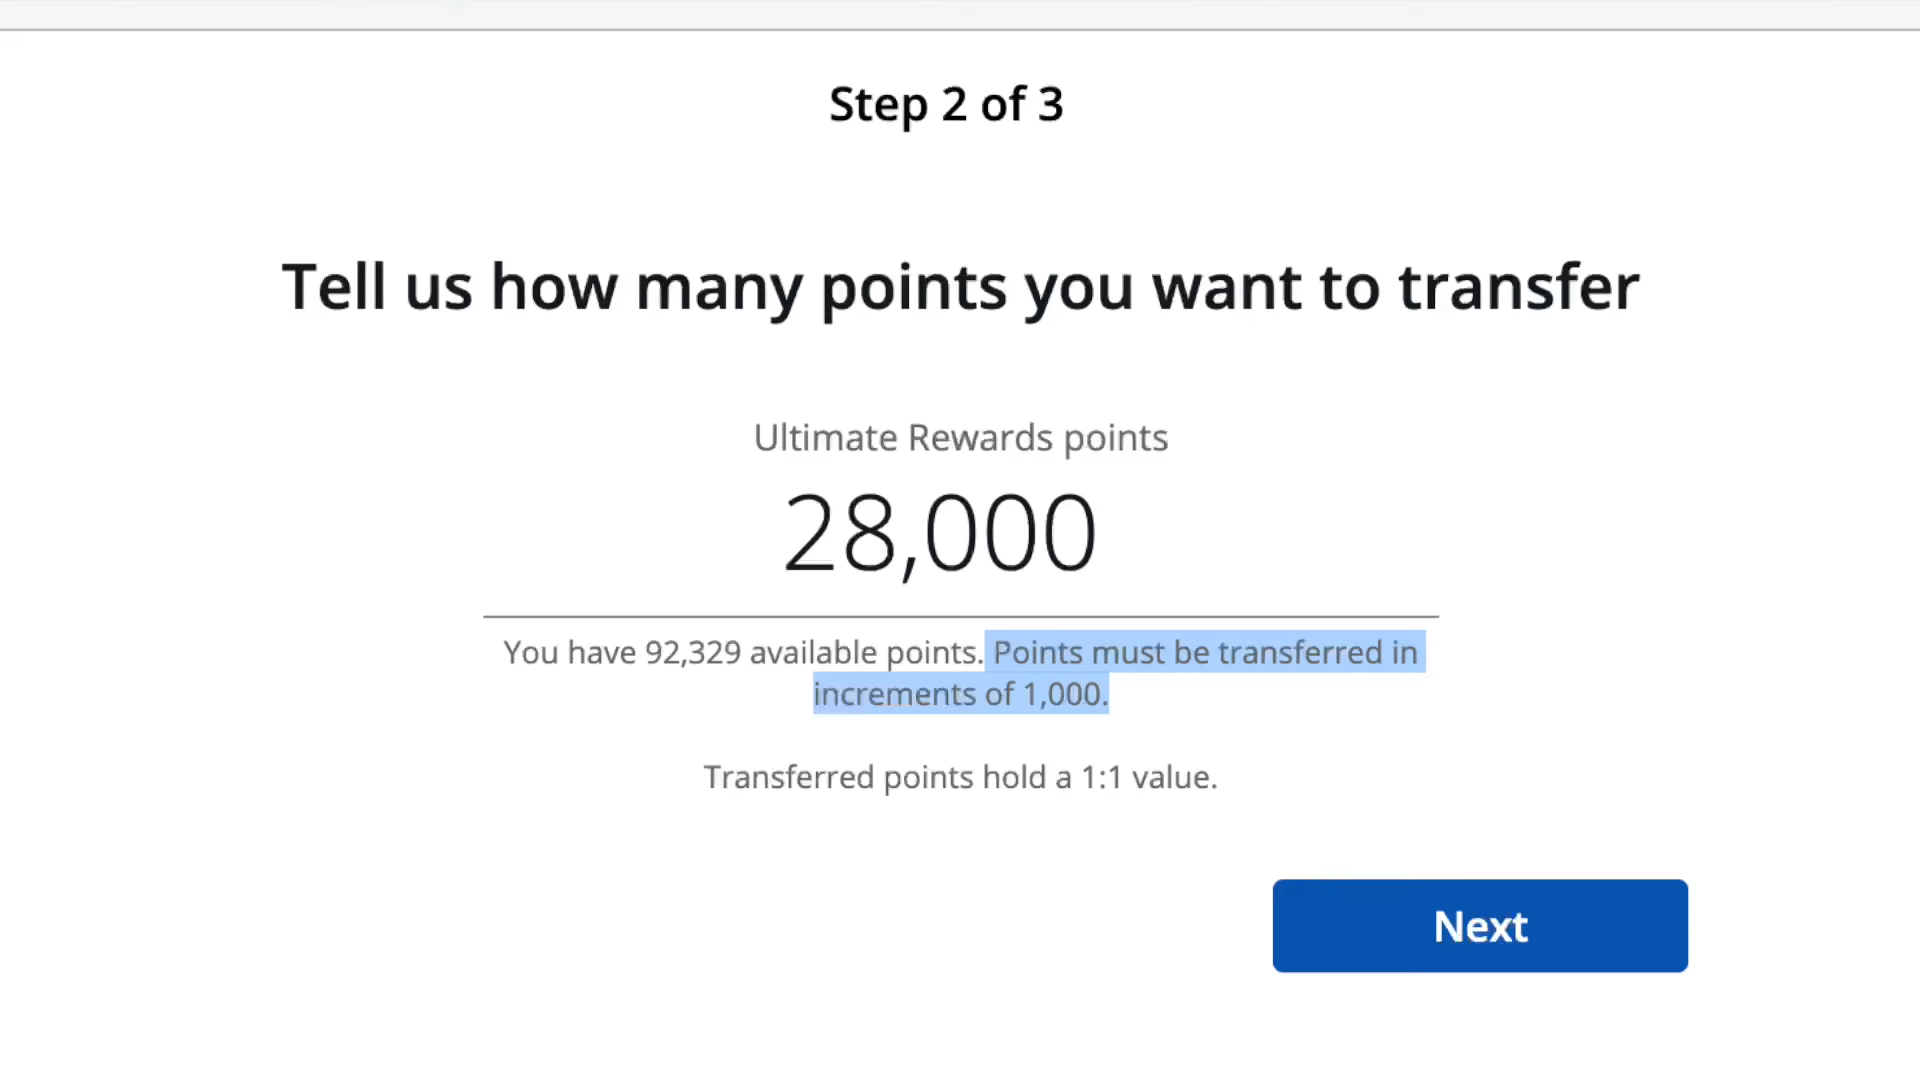 Step 2 of 3
Tell us how many points you want to transfer
Ultimate Rewards points
28,000
You have 92,329 available points. Points must be transferred in
increments of 1,000.
Transferred points hold a 1:1 value.
Next